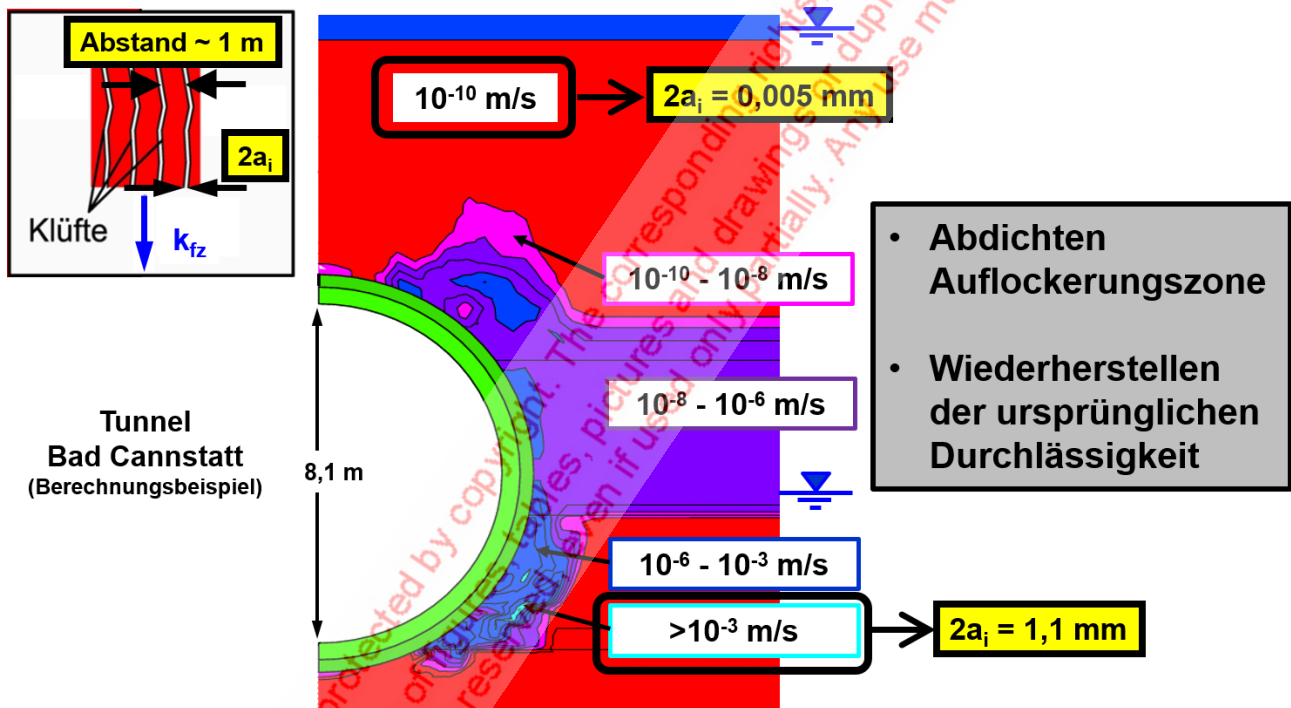 Abstand ~ 1 m
2aᵢ
Klüfte
k_fz
10⁻¹⁰ m/s
2aᵢ = 0,005 mm
10⁻¹⁰ - 10⁻⁸ m/s
10⁻⁸ - 10⁻⁶ m/s
10⁻⁶ - 10⁻³ m/s
>10⁻³ m/s
2aᵢ = 1,1 mm
Tunnel
Bad Cannstatt
(Berechnungsbeispiel)
8,1 m
• Abdichten
Auflockerungszone
• Wiederherstellen
der ursprünglichen
Durchlässigkeit
protected by copyright. The corresponding rights
of figures, tables, pictures and drawings or dupl
reserved, even if used only partially. Any use